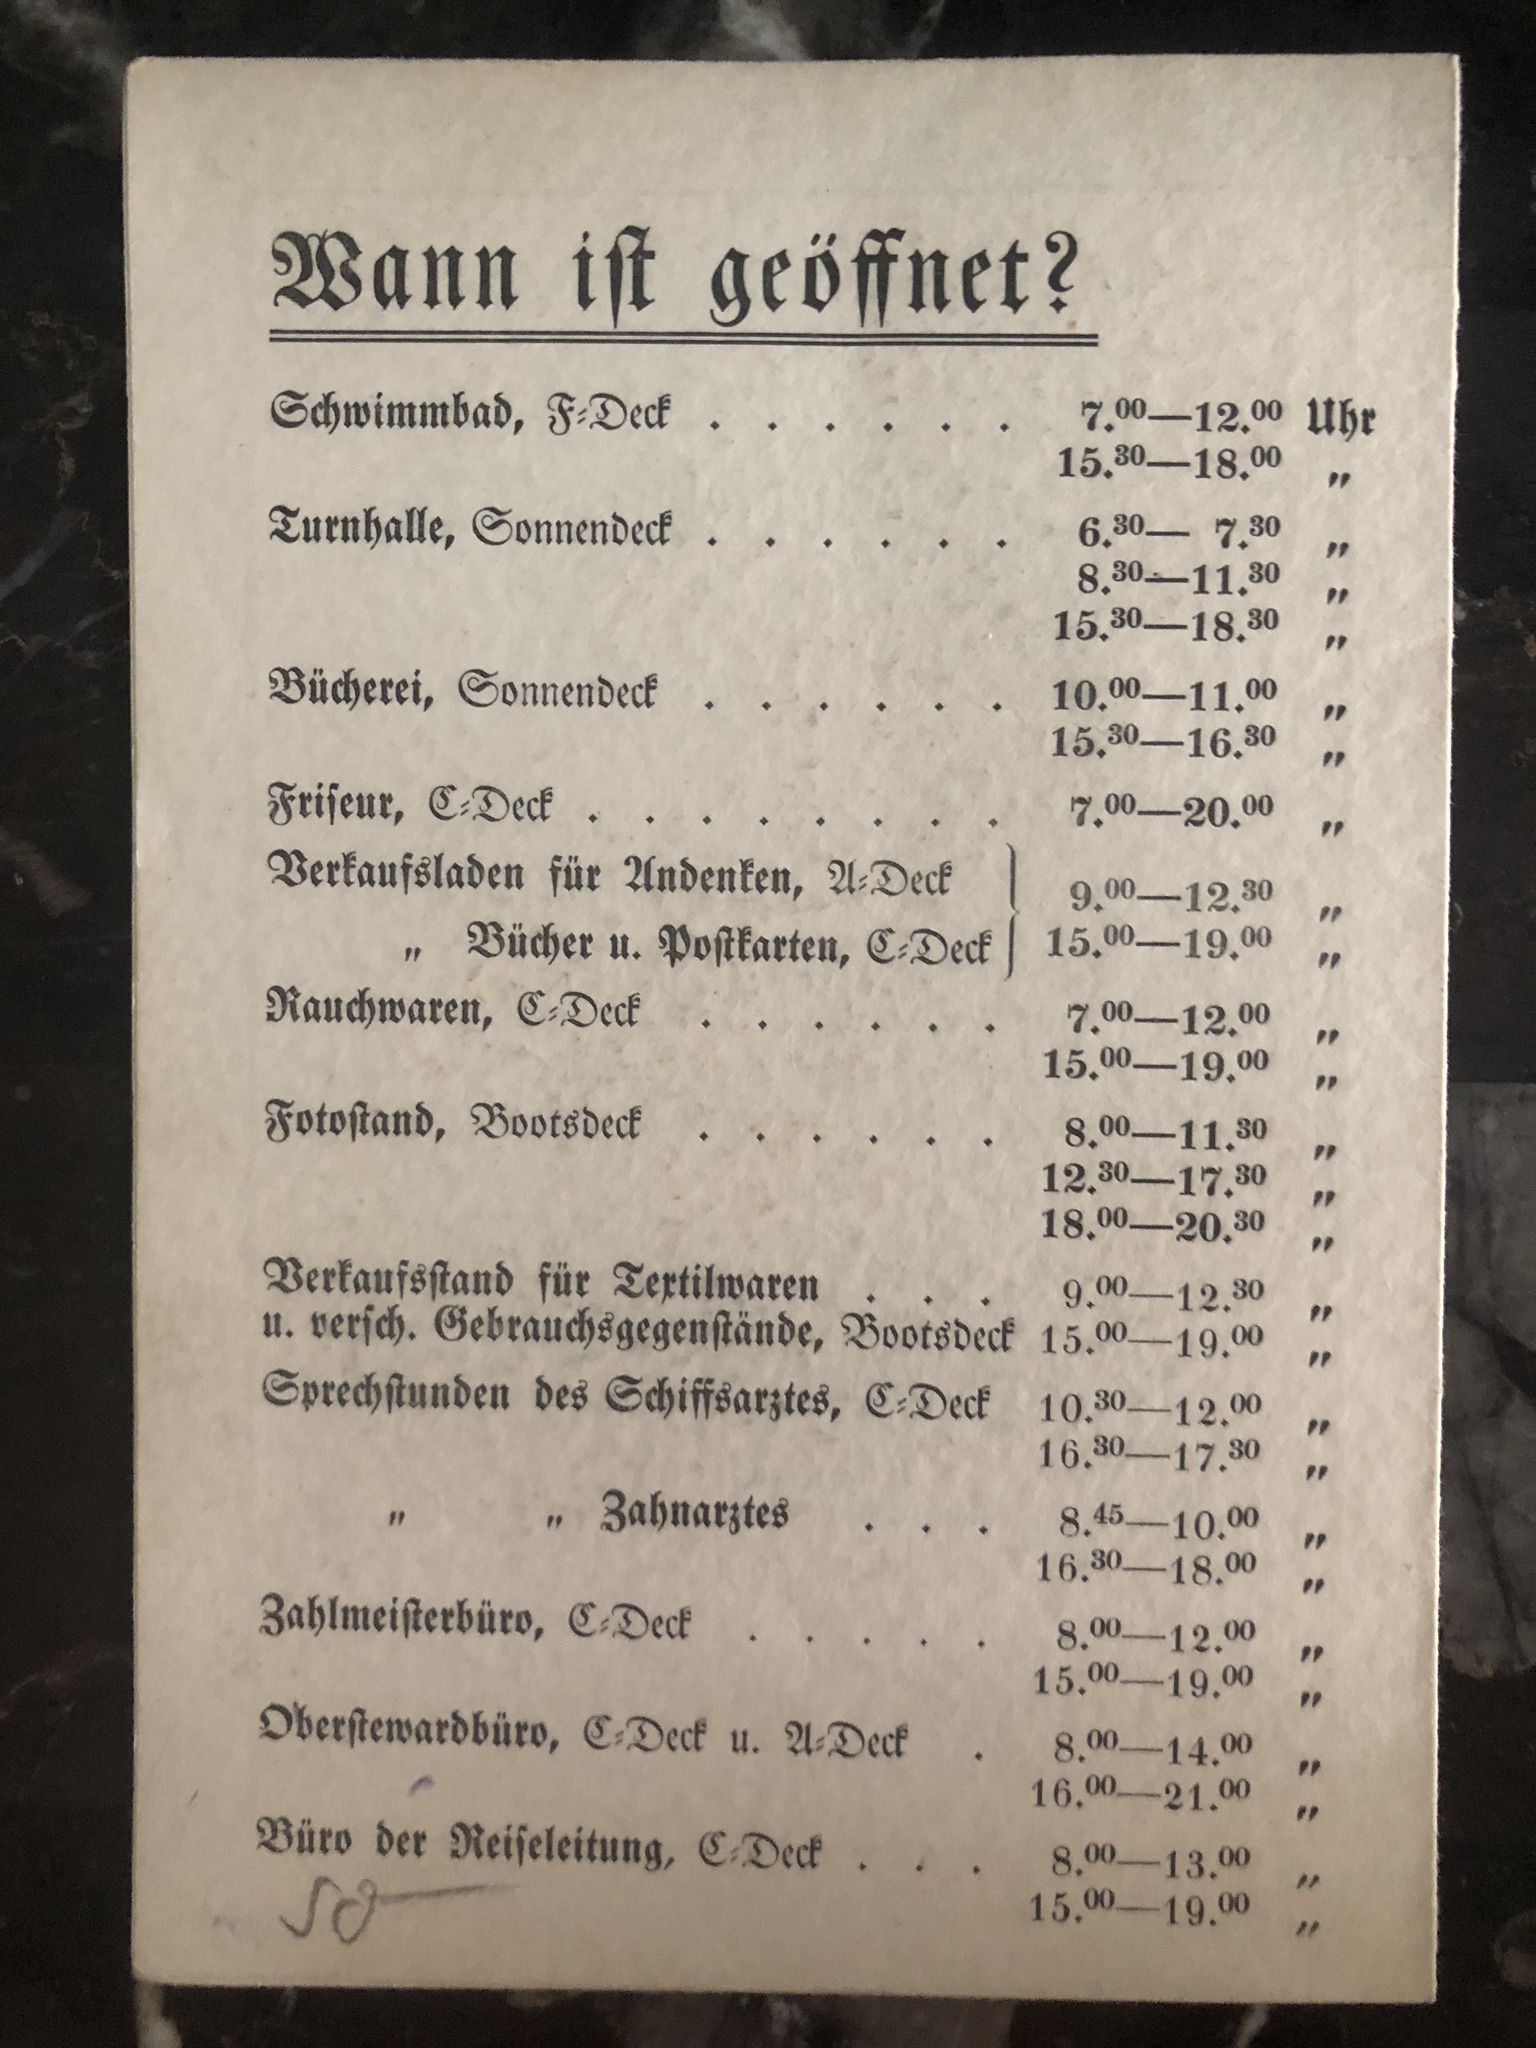 Wann ist geöffnet?
Schwimmbad, F-Deck . . . . . . 7.00—12.00 Uhr
15.30—18.00 „
Turnhalle, Sonnendeck . . . . . . 6.30— 7.30 „
8.30—11.30 „
15.30—18.30 „
Bücherei, Sonnendeck . . . . . . 10.00—11.00 „
15.30—16.30 „
Friseur, C-Deck . . . . . . . . 7.00—20.00 „
Verkaufsladen für Andenken, A-Deck } 9.00—12.30 „
„ Bücher u. Postkarten, C-Deck } 15.00—19.00 „
Rauchwaren, C-Deck . . . . . . 7.00—12.00 „
15.00—19.00 „
Fotostand, Bootsdeck . . . . . . 8.00—11.30 „
12.30—17.30 „
18.00—20.30 „
Verkaufsstand für Textilwaren . . . 9.00—12.30 „
u. versch. Gebrauchsgegenstände, Bootsdeck 15.00—19.00 „
Sprechstunden des Schiffsarztes, C-Deck 10.30—12.00 „
16.30—17.30 „
„ „ Zahnarztes . . . 8.45—10.00 „
16.30—18.00 „
Zahlmeisterbüro, C-Deck . . . . . 8.00—12.00 „
15.00—19.00 „
Oberstewardbüro, C-Deck u. A-Deck . 8.00—14.00 „
16.00—21.00 „
Büro der Reiseleitung, C-Deck . . . 8.00—13.00 „
15.00—19.00 „